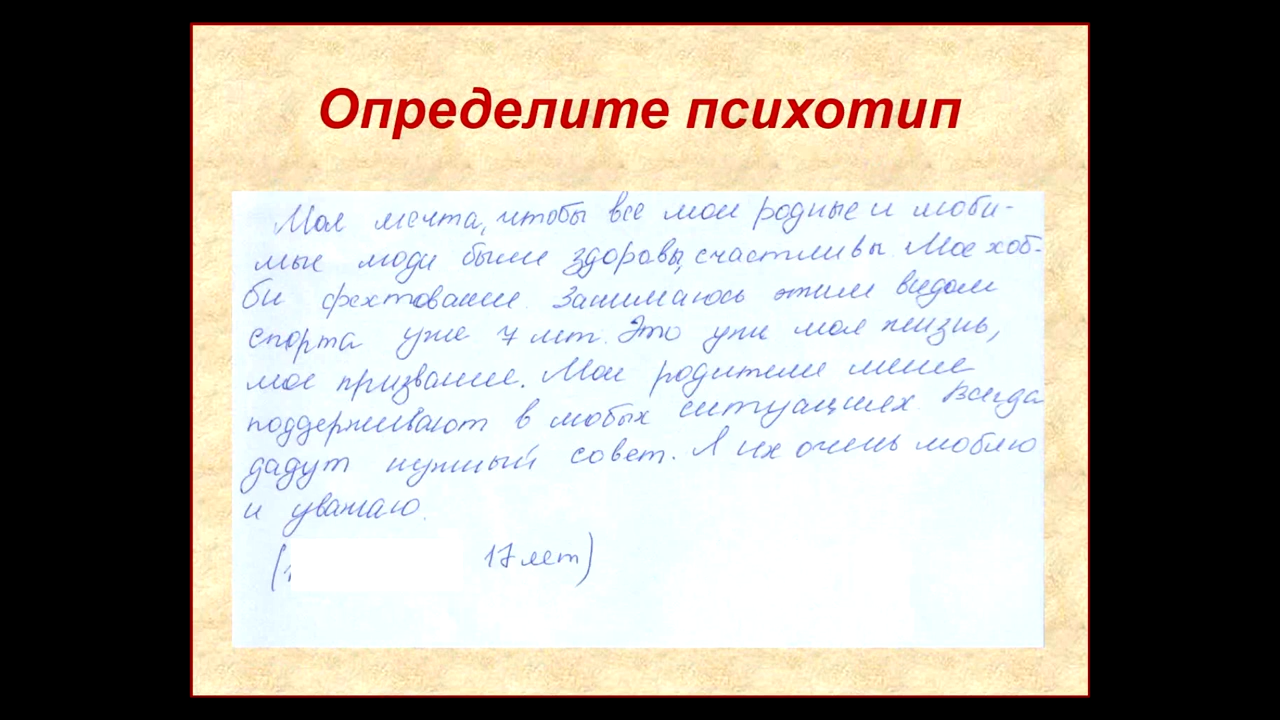 Определите психотип
Моя мечта, чтобы все мои родные и люби-
мые люди были здоровы, счастливы. Мое хоб-
би фехтование. Занимаюсь этим видом
спорта уже 7 лет. Это уже моя жизнь,
мое призвание. Мои родители меня
поддерживают в любых ситуациях. Всегда
дадут нужный совет. Я их очень люблю
и уважаю.
( 17 лет)